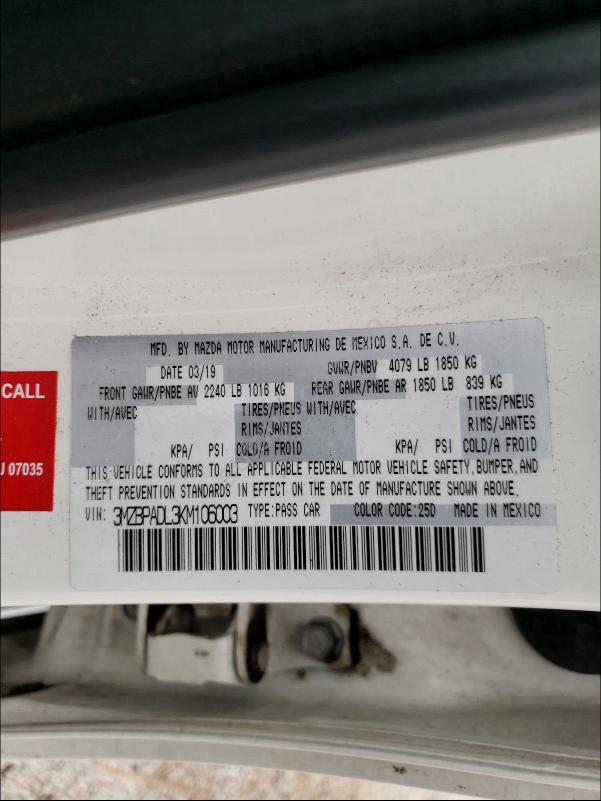 MFD. BY MAZDA MOTOR MANUFACTURING DE MEXICO S.A. DE C.V.
DATE 03/19 GVWR/PNBV 4079 LB 1850 KG
FRONT GAWR/PNBE AV 2240 LB 1016 KG REAR GAWR/PNBE AR 1850 LB 839 KG
WITH/AVEC TIRES/PNEUS WITH/AVEC TIRES/PNEUS
RIMS/JANTES RIMS/JANTES
KPA/ PSI COLD/A FROID KPA/ PSI COLD/A FROID
THIS VEHICLE CONFORMS TO ALL APPLICABLE FEDERAL MOTOR VEHICLE SAFETY, BUMPER, AND
THEFT PREVENTION STANDARDS IN EFFECT ON THE DATE OF MANUFACTURE SHOWN ABOVE.
VIN: 3MZBPADL3KM106003 TYPE:PASS CAR COLOR CODE:25D MADE IN MEXICO
CALL
J 07035